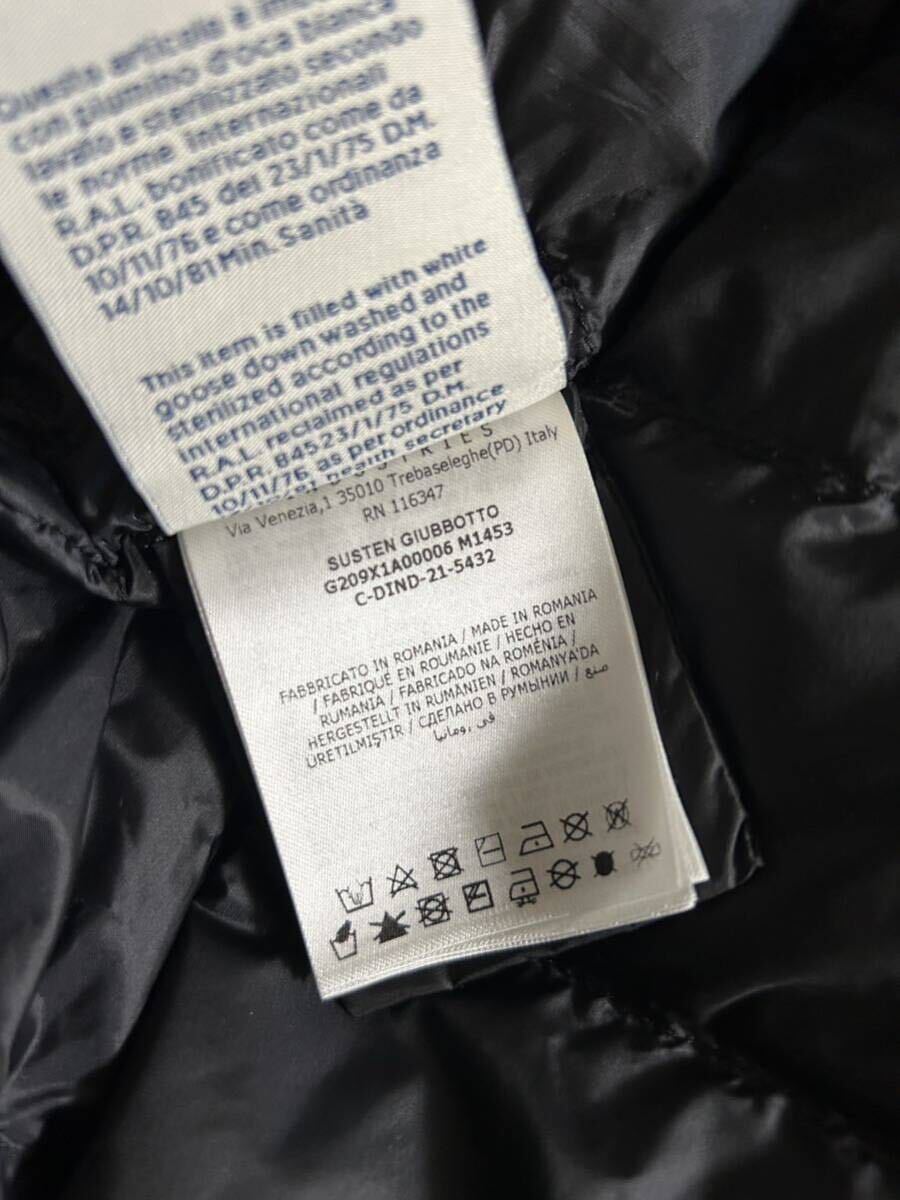 Questo articolo è
con piumino d'oca bianca
lavato e sterilizzato secondo
le norme internazionali
R.A.L. bonificato come da
D.P.R. 845 del 23/1/75 D.M.
10/11/76 e come ordinanza
14/10/81 Min. Sanità
This item is filled with white
goose down washed and
sterilized according to the
international regulations
R.A.L. reclaimed as per
D.P.R. 84523/1/75 D.M.
10/11/76 as per ordinance
health secretary
Via Venezia,1 35010 Trebaseleghe(PD) Italy
RN 116347
SUSTEN GIUBBOTTO
G209X1A00006 M1453
C-DIND-21-5432
FABBRICATO IN ROMANIA / MADE IN ROMANIA
/ FABRIQUÉ EN ROUMANIE / HECHO EN
RUMANIA / FABRICADO NA ROMÉNIA /
HERGESTELLT IN RUMÄNIEN / ROMANYA'DA
ÜRETILMIŞTIR / СДЕЛАНО В РУМЫНИИ / صنع
في رومانيا